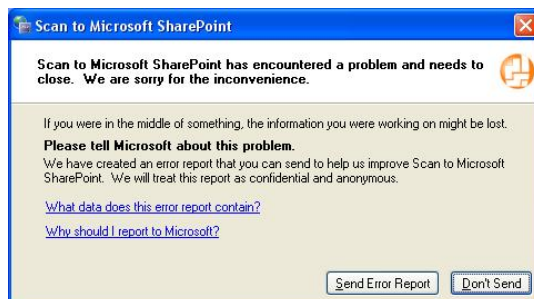 Scan to Microsoft SharePoint
Scan to Microsoft SharePoint has encountered a problem and needs to
close. We are sorry for the inconvenience.
If you were in the middle of something, the information you were working on might be lost.
Please tell Microsoft about this problem.
We have created an error report that you can send to help us improve Scan to Microsoft
SharePoint. We will treat this report as confidential and anonymous.
What data does this error report contain?
Why should I report to Microsoft?
Send Error Report
Don't Send